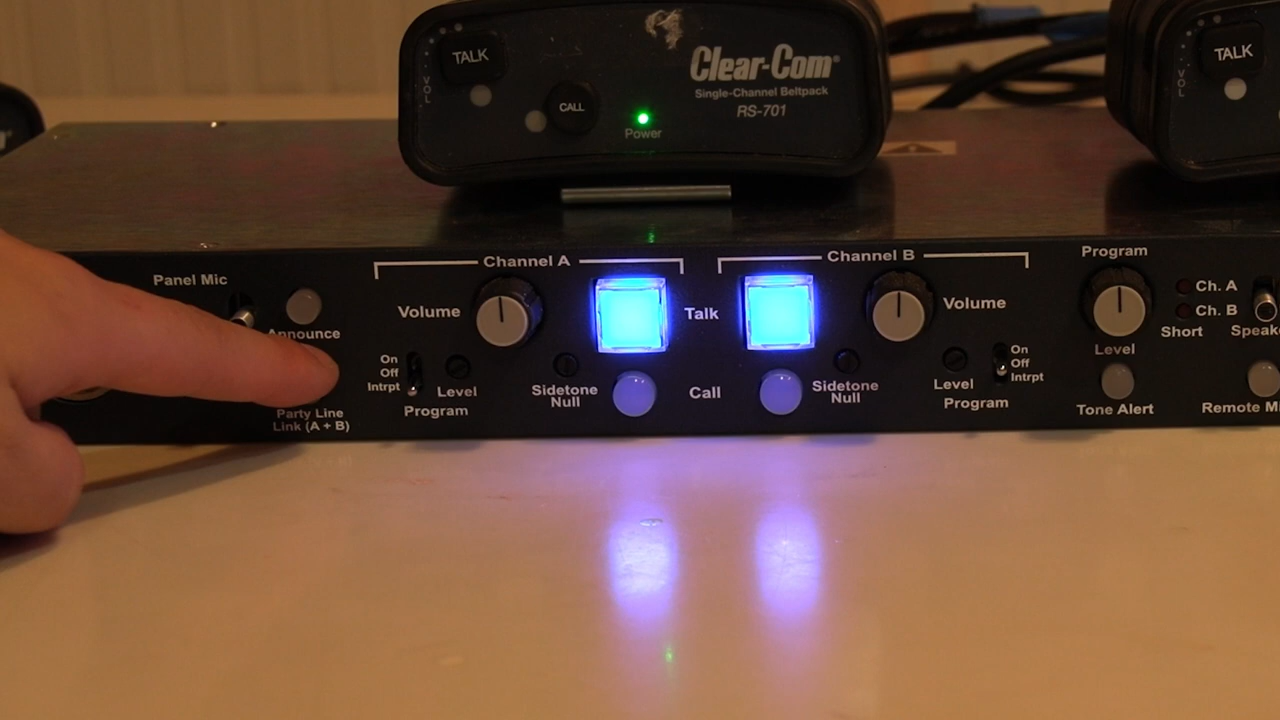 TALK
VOL
CALL
Power
Clear-Com®
Single-Channel Beltpack
RS-701
TALK
VOL
Panel Mic
Announce
Party Line
Link (A + B)
Channel A
Volume
On
Off
Intrpt
Level
Program
Sidetone
Null
Talk
Call
Channel B
Volume
Sidetone
Null
Level
Program
On
Off
Intrpt
Program
Level
Tone Alert
Ch. A
Ch. B
Short
Speake
Remote M